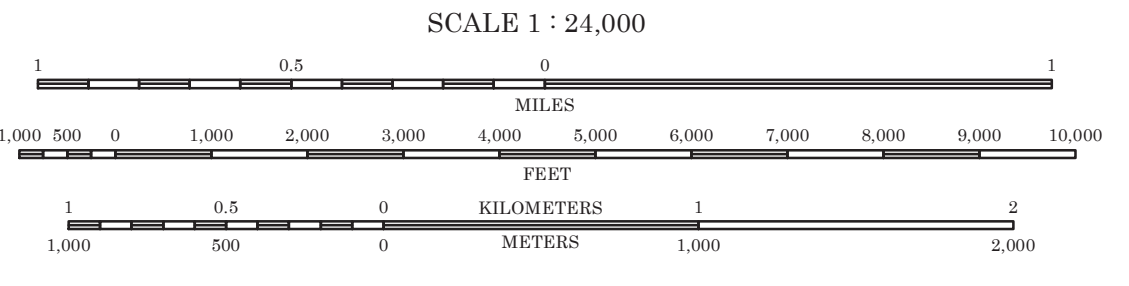 SCALE 1 : 24,000
1 0.5 0 1
MILES
1,000 500 0 1,000 2,000 3,000 4,000 5,000 6,000 7,000 8,000 9,000 10,000
FEET
1 0.5 0 KILOMETERS 1 2
1,000 500 0 METERS 1,000 2,000